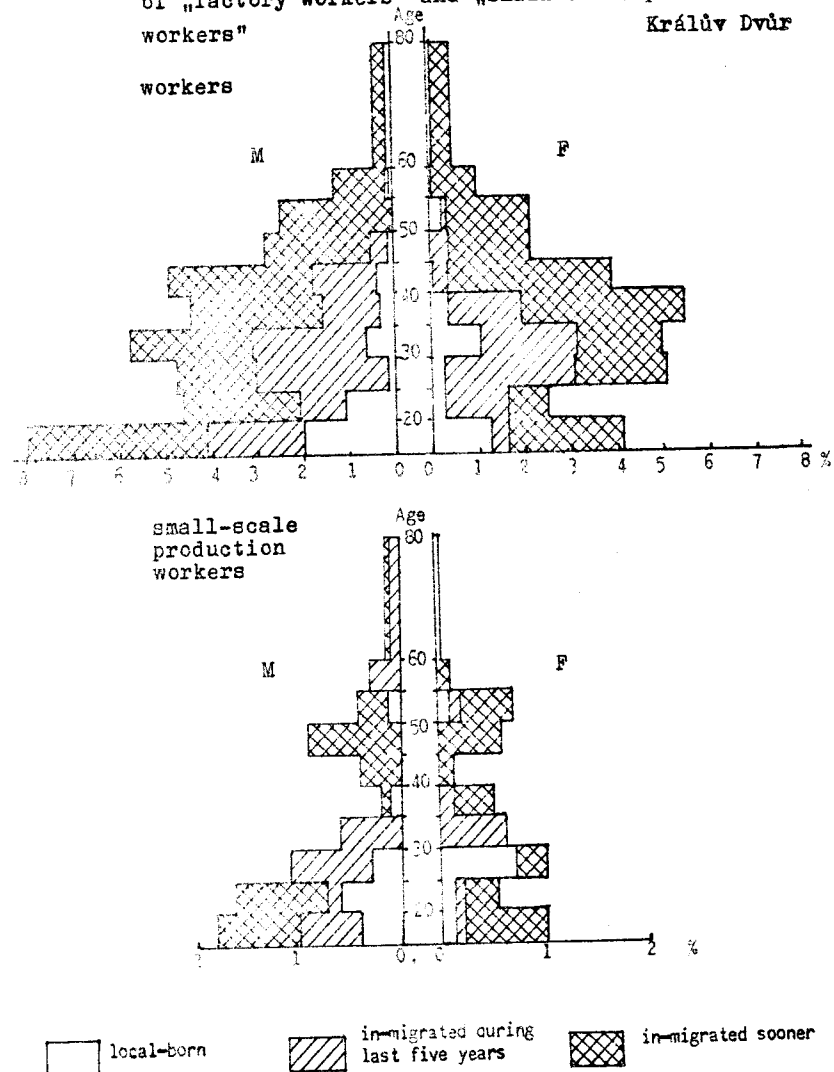 of „factory workers" and
workers"
Králův Dvůr
workers
Age
80
M
F
60
50
40
30
20
8 7 6 5 4 3 2 1 0 0 1 2 3 4 5 6 7 8 %
small-scale
production
workers
Age
80
M
F
60
50
40
30
20
2 1 0. 0 1 2 %
local-born
in-migrated during
last five years
in-migrated sooner